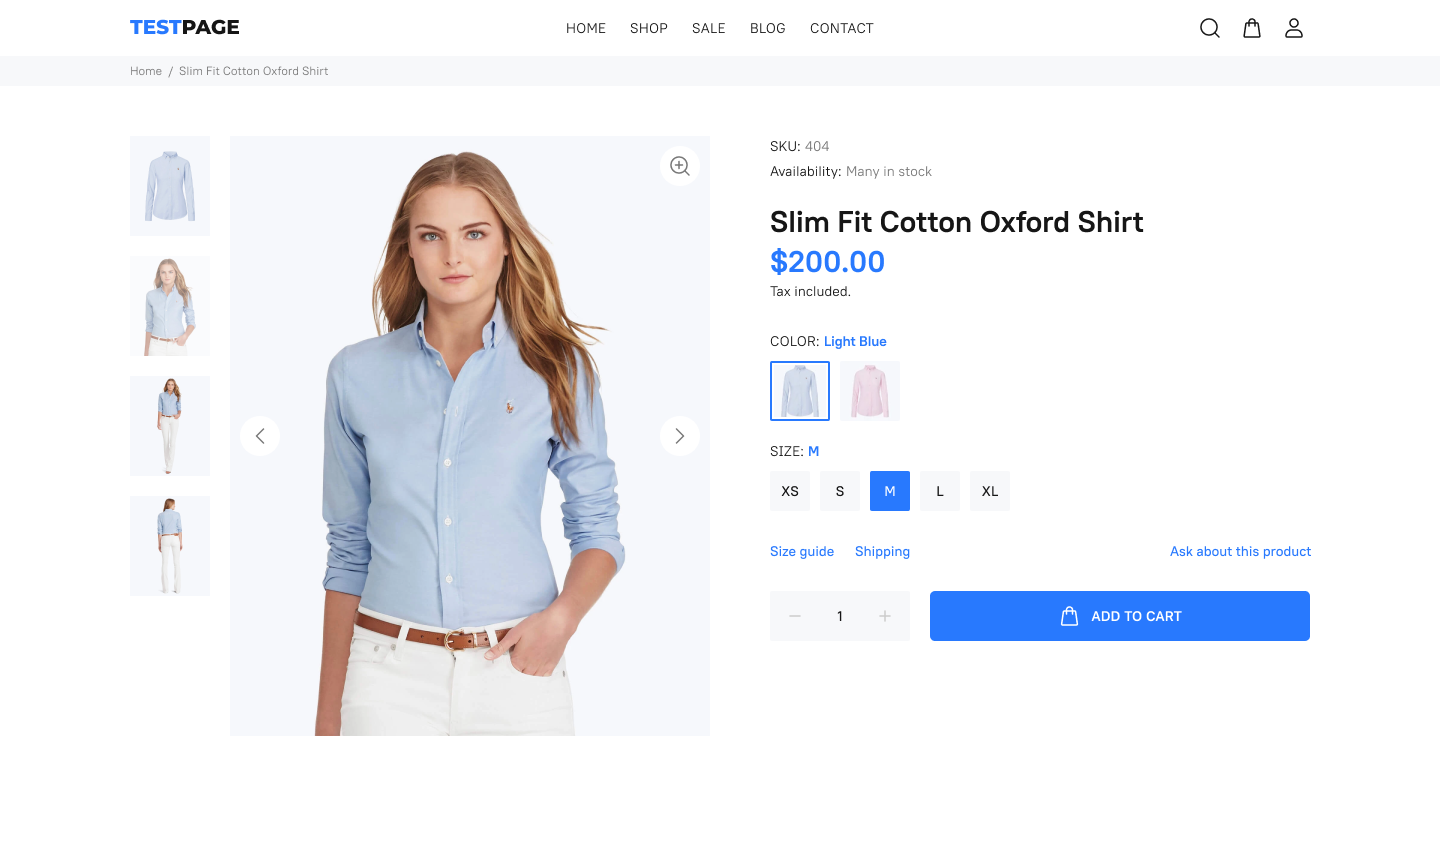 TESTPAGE
HOME SHOP SALE BLOG CONTACT
Home / Slim Fit Cotton Oxford Shirt
SKU: 404
Availability: Many in stock
Slim Fit Cotton Oxford Shirt
$200.00
Tax included.
COLOR: Light Blue
SIZE: M
XS S M L XL
Size guide Shipping Ask about this product
1 ADD TO CART